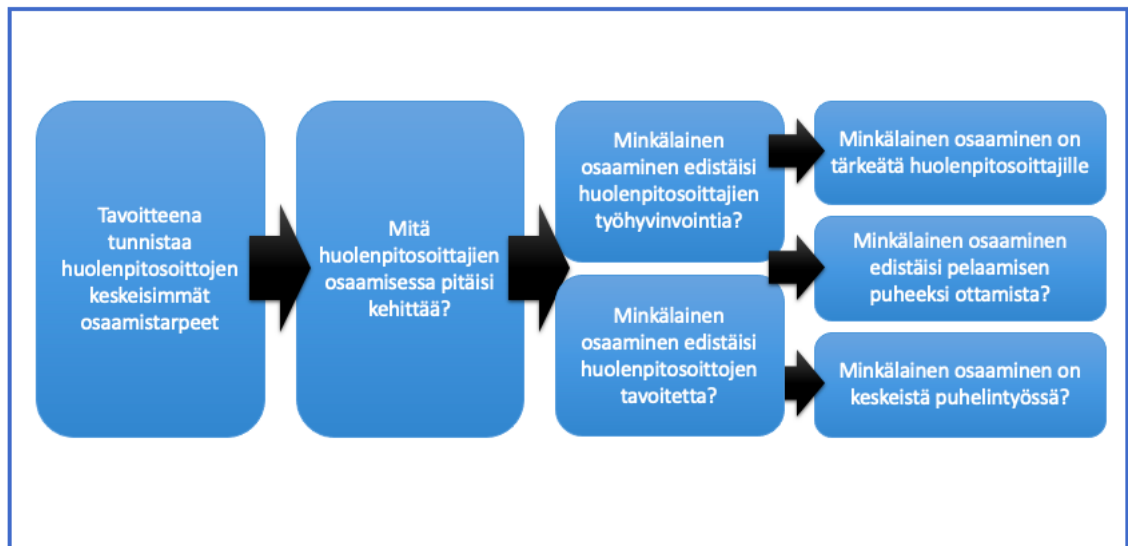 Tavoitteena
tunnistaa
huolenpitosoittojen
keskeisimmät
osaamistarpeet
Mitä
huolenpitosoittajien
osaamisessa pitäisi
kehittää?
Minkälainen
osaaminen edistäisi
huolenpitosoittajien
työhyvinvointia?
Minkälainen
osaaminen edistäisi
huolenpitosoittojen
tavoitetta?
Minkälainen osaaminen on
tärkeätä huolenpitosoittajille
Minkälainen osaaminen
edistäisi pelaamisen
puheeksi ottamista?
Minkälainen osaaminen on
keskeistä puhelintyössä?